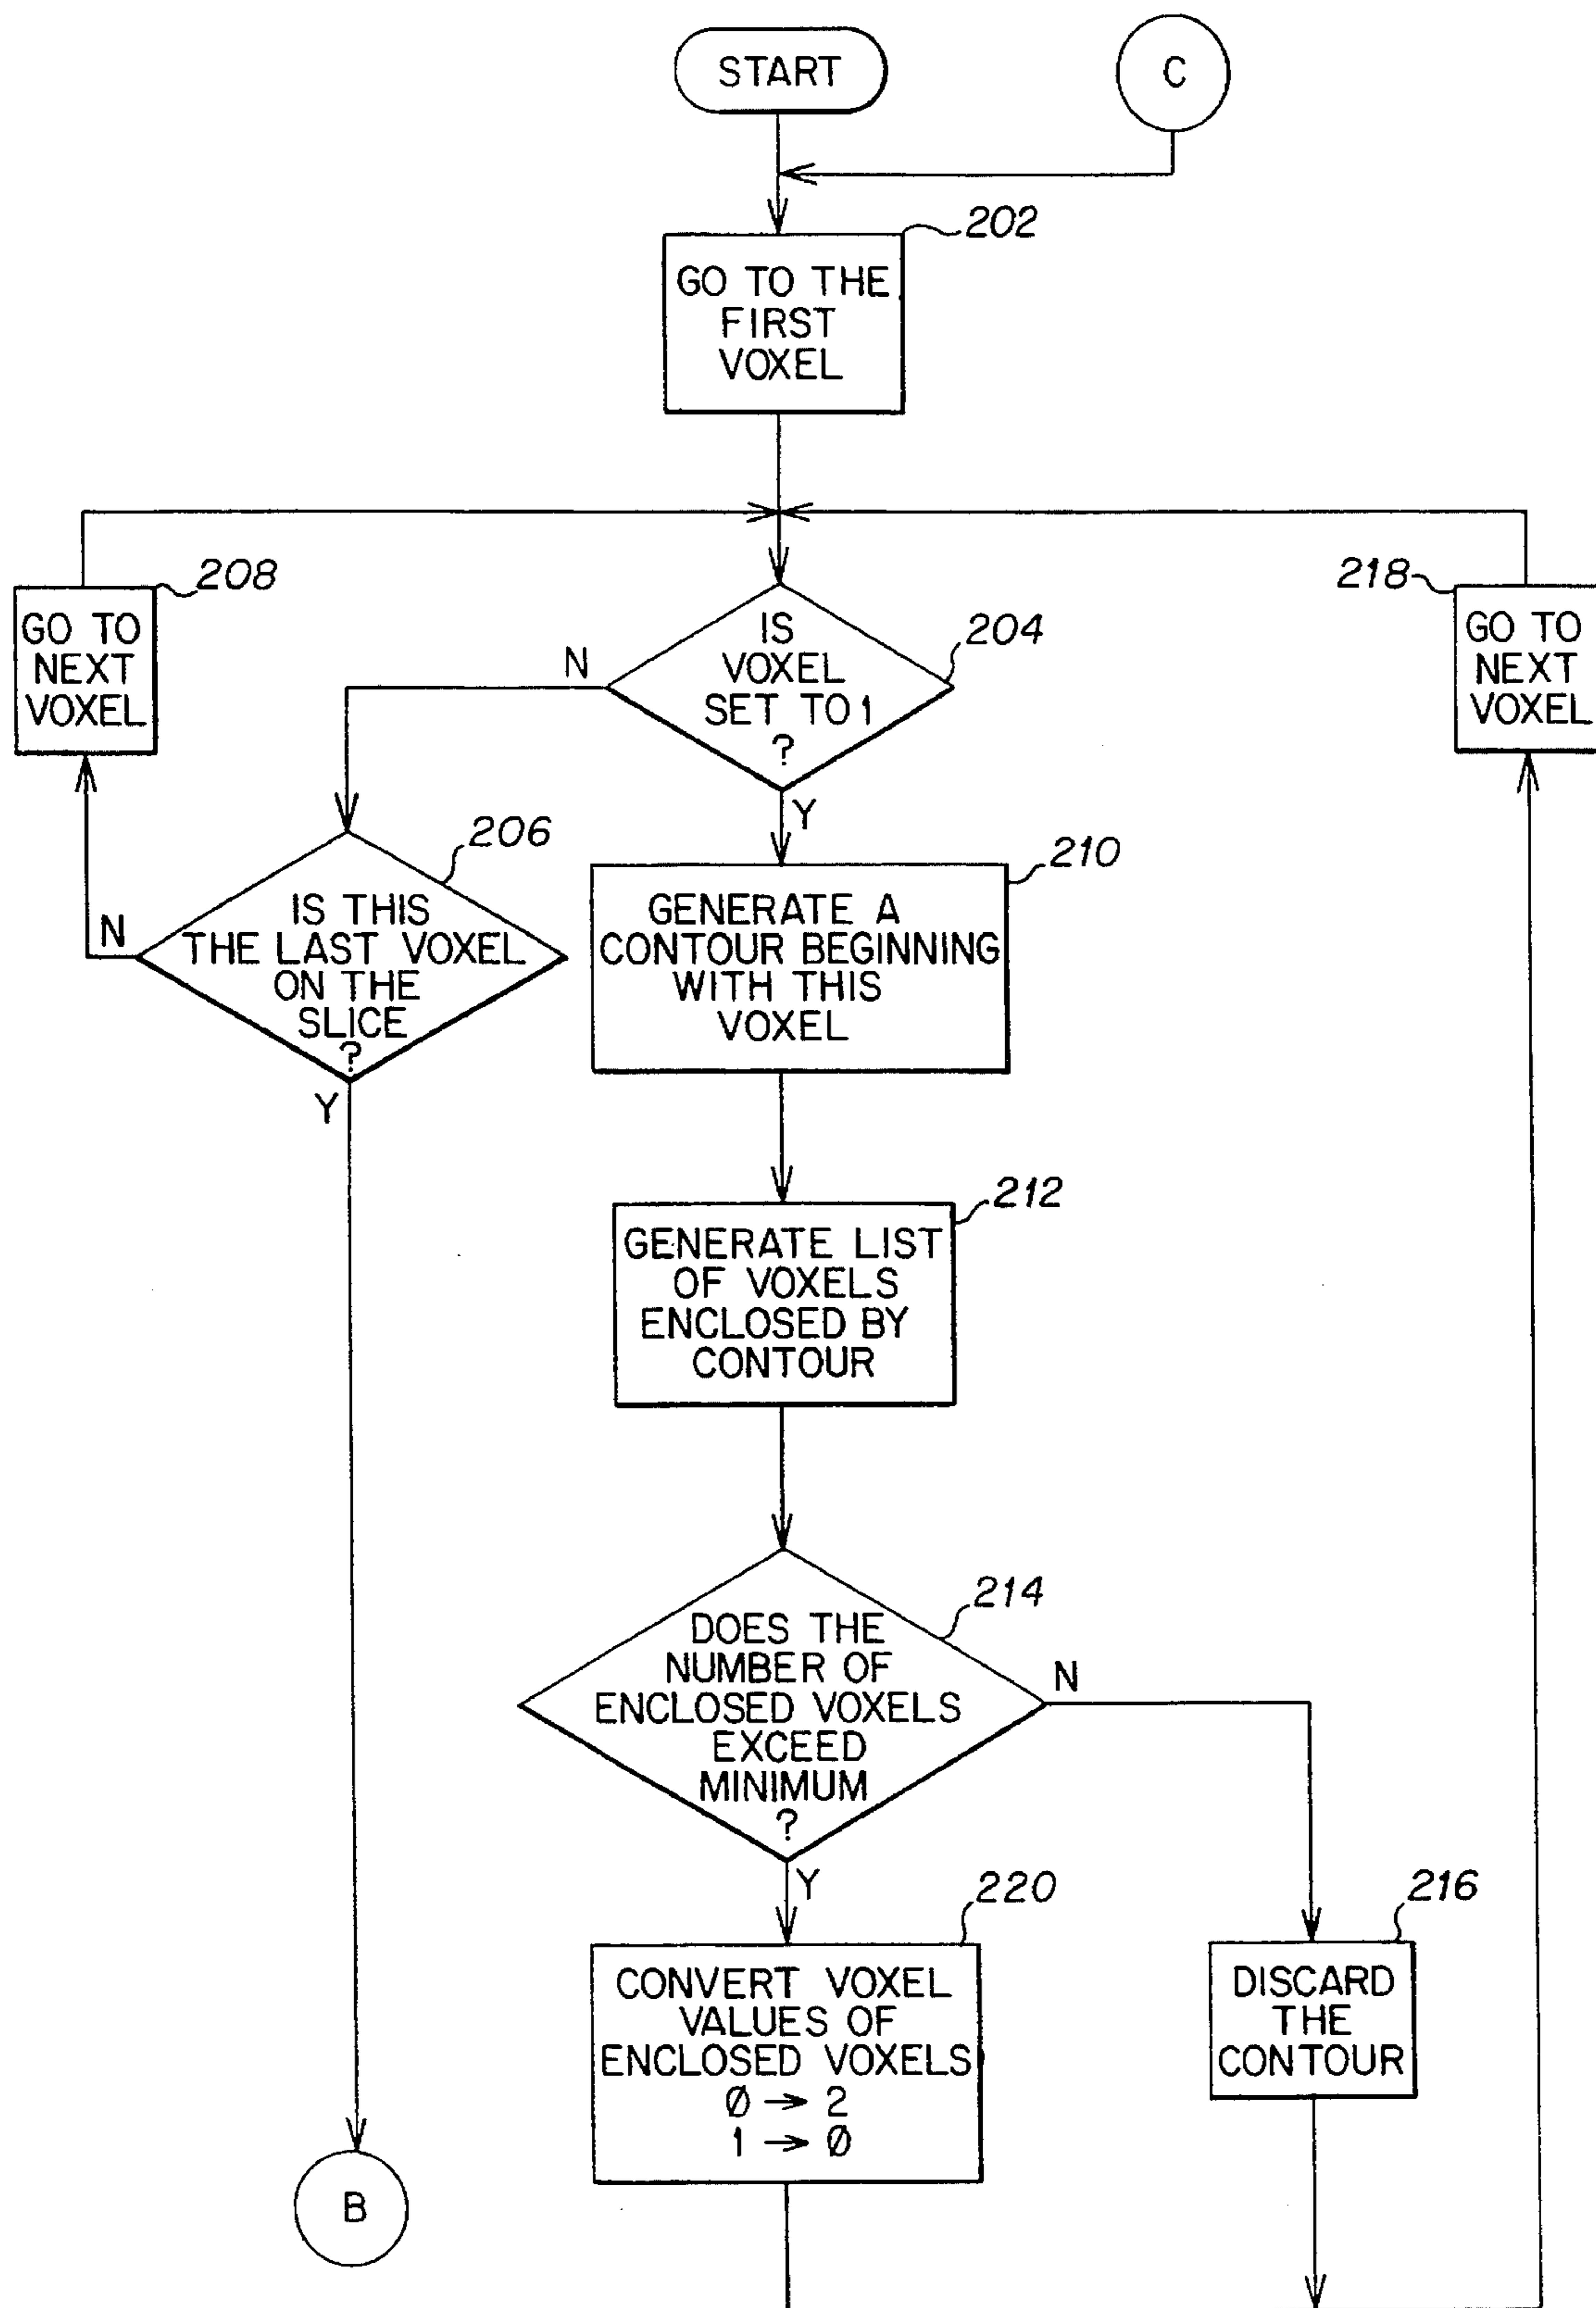 START
C
202
GO TO THE
FIRST
VOXEL
208
GO TO
NEXT
VOXEL
218
GO TO
NEXT
VOXEL
204
IS
VOXEL
SET TO 1
?
N
Y
206
IS THIS
THE LAST VOXEL
ON THE
SLICE
?
N
Y
210
GENERATE A
CONTOUR BEGINNING
WITH THIS
VOXEL
212
GENERATE LIST
OF VOXELS
ENCLOSED BY
CONTOUR
214
DOES THE
NUMBER OF
ENCLOSED VOXELS
EXCEED
MINIMUM
?
N
Y
220
CONVERT VOXEL
VALUES OF
ENCLOSED VOXELS
Ø → 2
1 → Ø
216
DISCARD
THE
CONTOUR
B